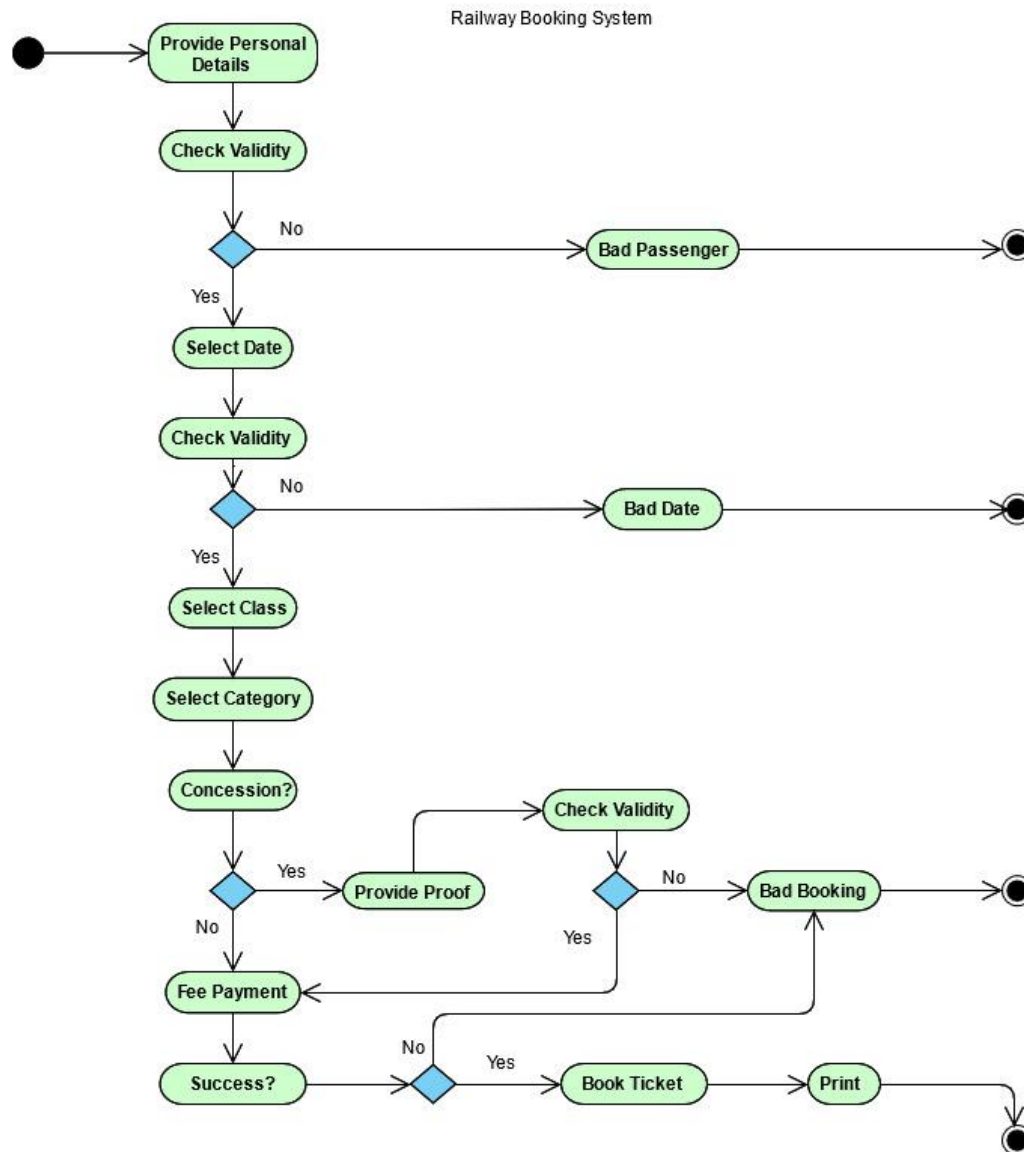 Railway Booking System
Provide Personal
Details
Check Validity
No
Bad Passenger
Yes
Select Date
Check Validity
No
Bad Date
Yes
Select Class
Select Category
Concession?
Check Validity
Yes
Provide Proof
No
Bad Booking
No
Yes
Fee Payment
No
Yes
Success?
Book Ticket
Print